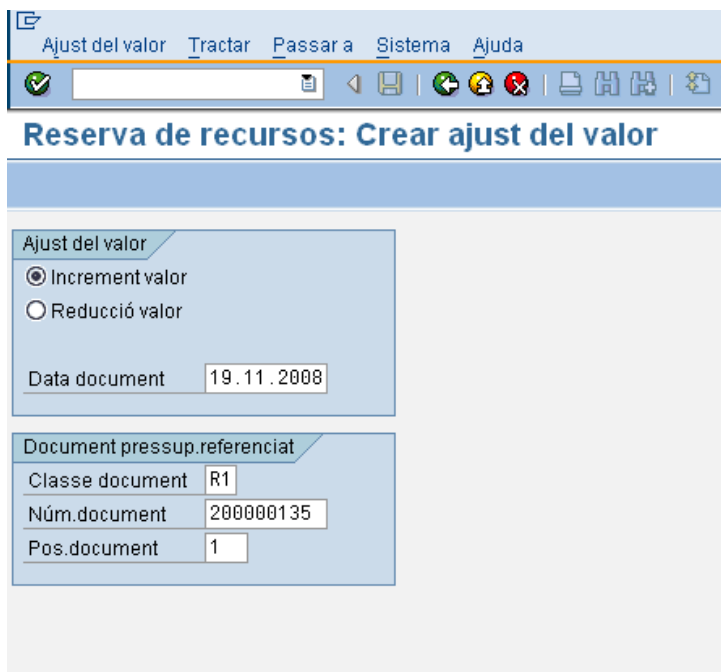 Ajust del valor Tractar Passar a Sistema Ajuda
Reserva de recursos: Crear ajust del valor
Ajust del valor
Increment valor
Reducció valor
Data document 19.11.2008
Document pressup.referenciat
Classe document R1
Núm.document 200000135
Pos.document 1